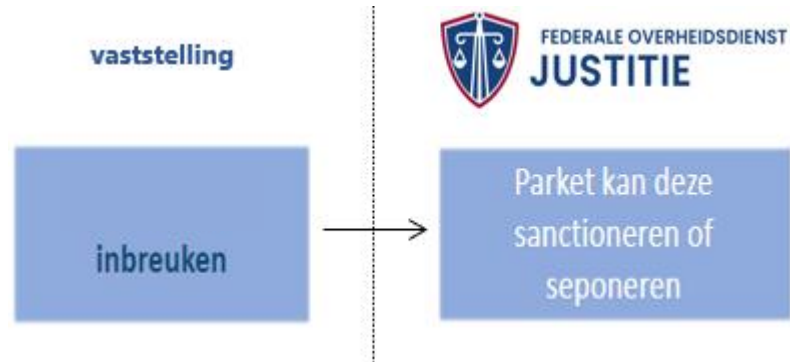 vaststelling
FEDERALE OVERHEIDSDIENST
JUSTITIE
inbreuken
Parket kan deze
sanctioneren of
seponeren